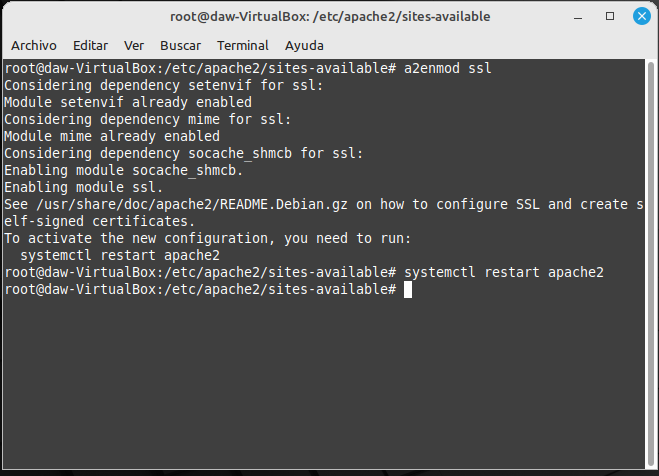 root@daw-VirtualBox: /etc/apache2/sites-available
Archivo Editar Ver Buscar Terminal Ayuda
root@daw-VirtualBox:/etc/apache2/sites-available# a2enmod ssl
Considering dependency setenvif for ssl:
Module setenvif already enabled
Considering dependency mime for ssl:
Module mime already enabled
Considering dependency socache_shmcb for ssl:
Enabling module socache_shmcb.
Enabling module ssl.
See /usr/share/doc/apache2/README.Debian.gz on how to configure SSL and create s
elf-signed certificates.
To activate the new configuration, you need to run:
  systemctl restart apache2
root@daw-VirtualBox:/etc/apache2/sites-available# systemctl restart apache2
root@daw-VirtualBox:/etc/apache2/sites-available#